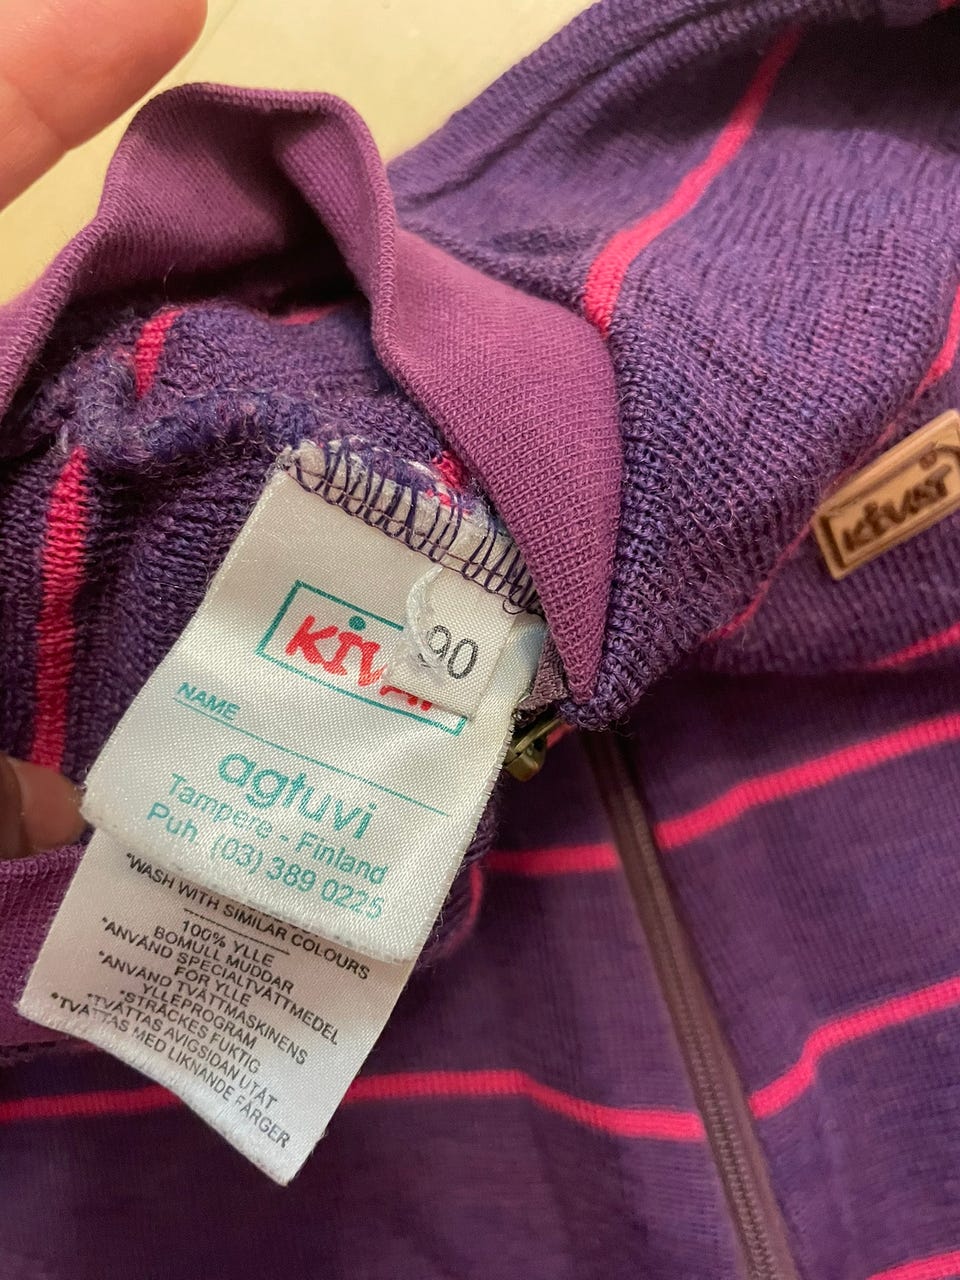 KIVAT
90
NAME
agtuvi
Tampere - Finland
Puh. (03) 389 0225
*WASH WITH SIMILAR COLOURS
100% YLLE
BOMULL MUDDAR
*ANVÄND SPECIALTVÄTTMEDEL
FÖR YLLE
*ANVÄND TVÄTTMASKINENS
YLLEPROGRAM
*STRÄCKES FUKTIG
*TVÄTTAS AVIGSIDAN UTÅT
*TVÄTTAS MED LIKNANDE FÄRGER
KIVAT